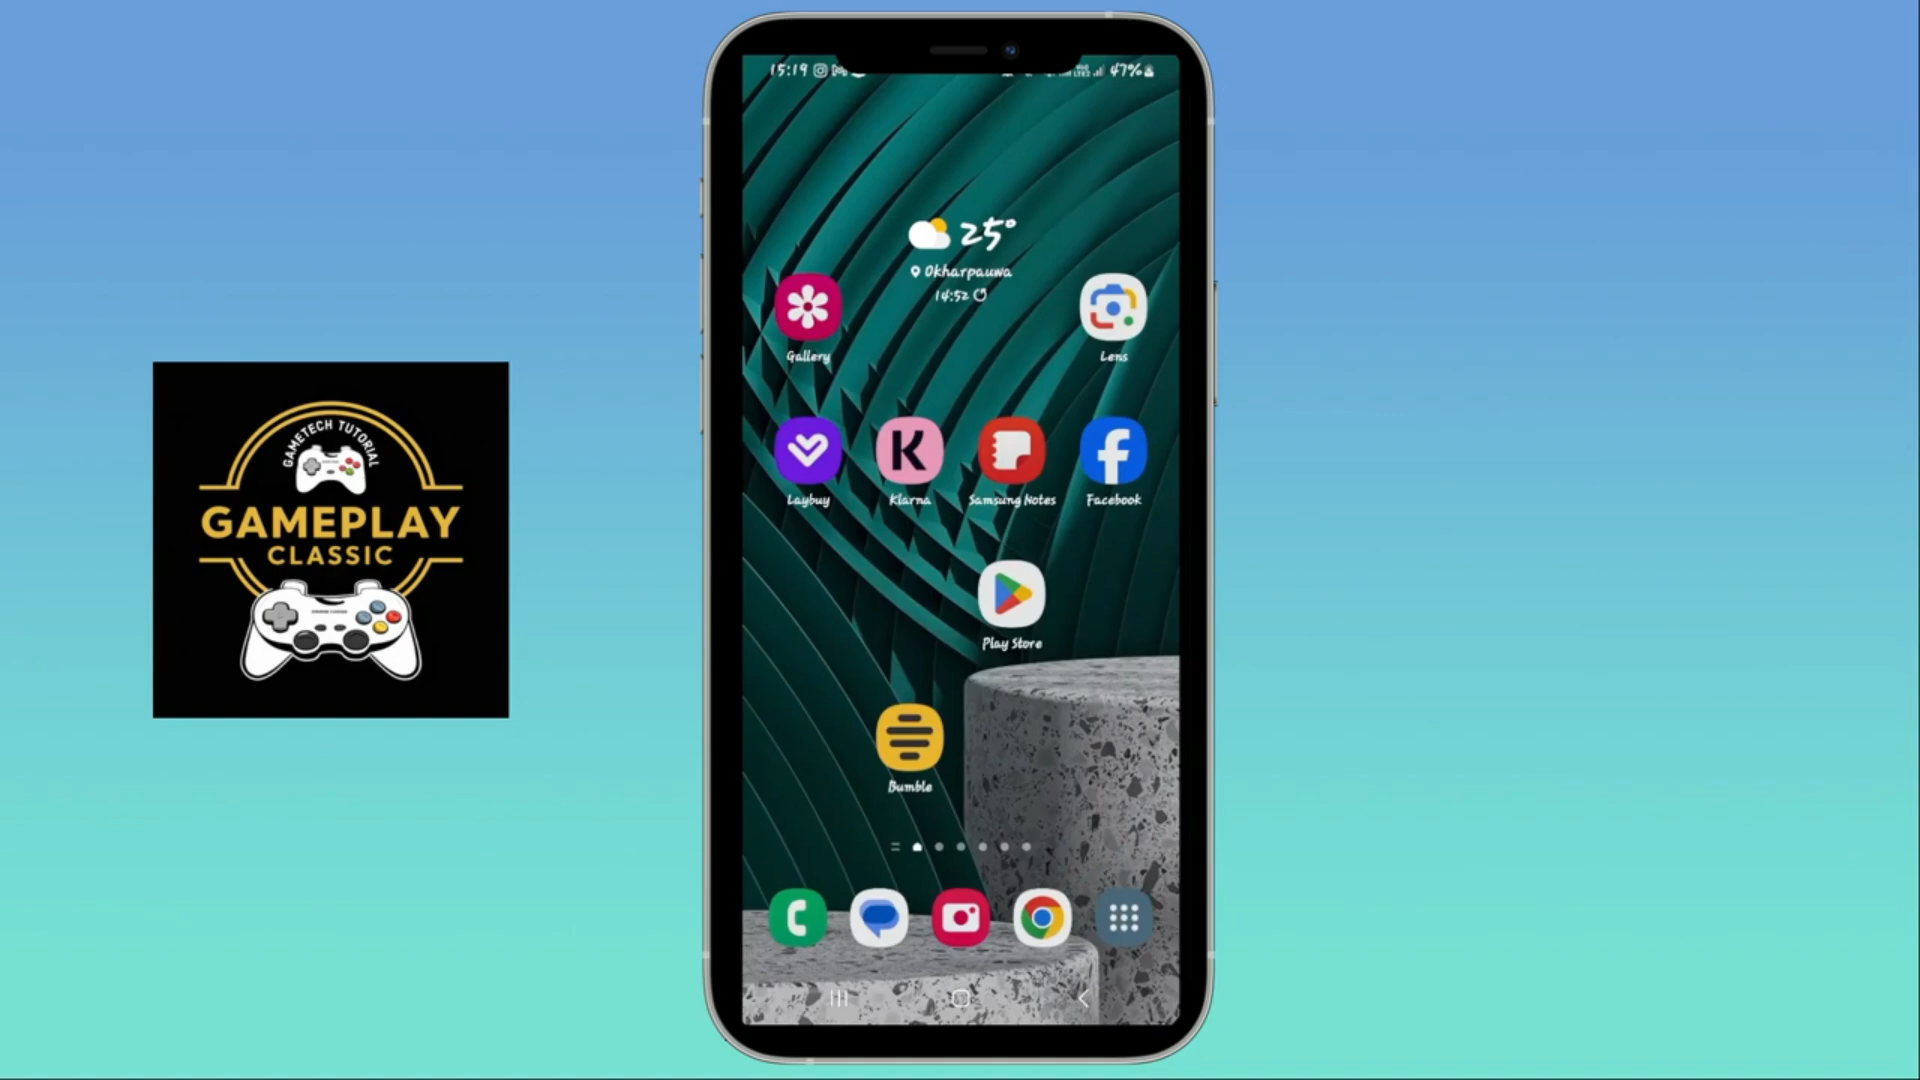 15:19
47%
25°
Okharpauwa
14:52
Gallery
Lens
Laybuy
Klarna
Samsung Notes
Facebook
Play Store
Bumble
GAMETECH TUTORIAL
GAMEPLAY
CLASSIC